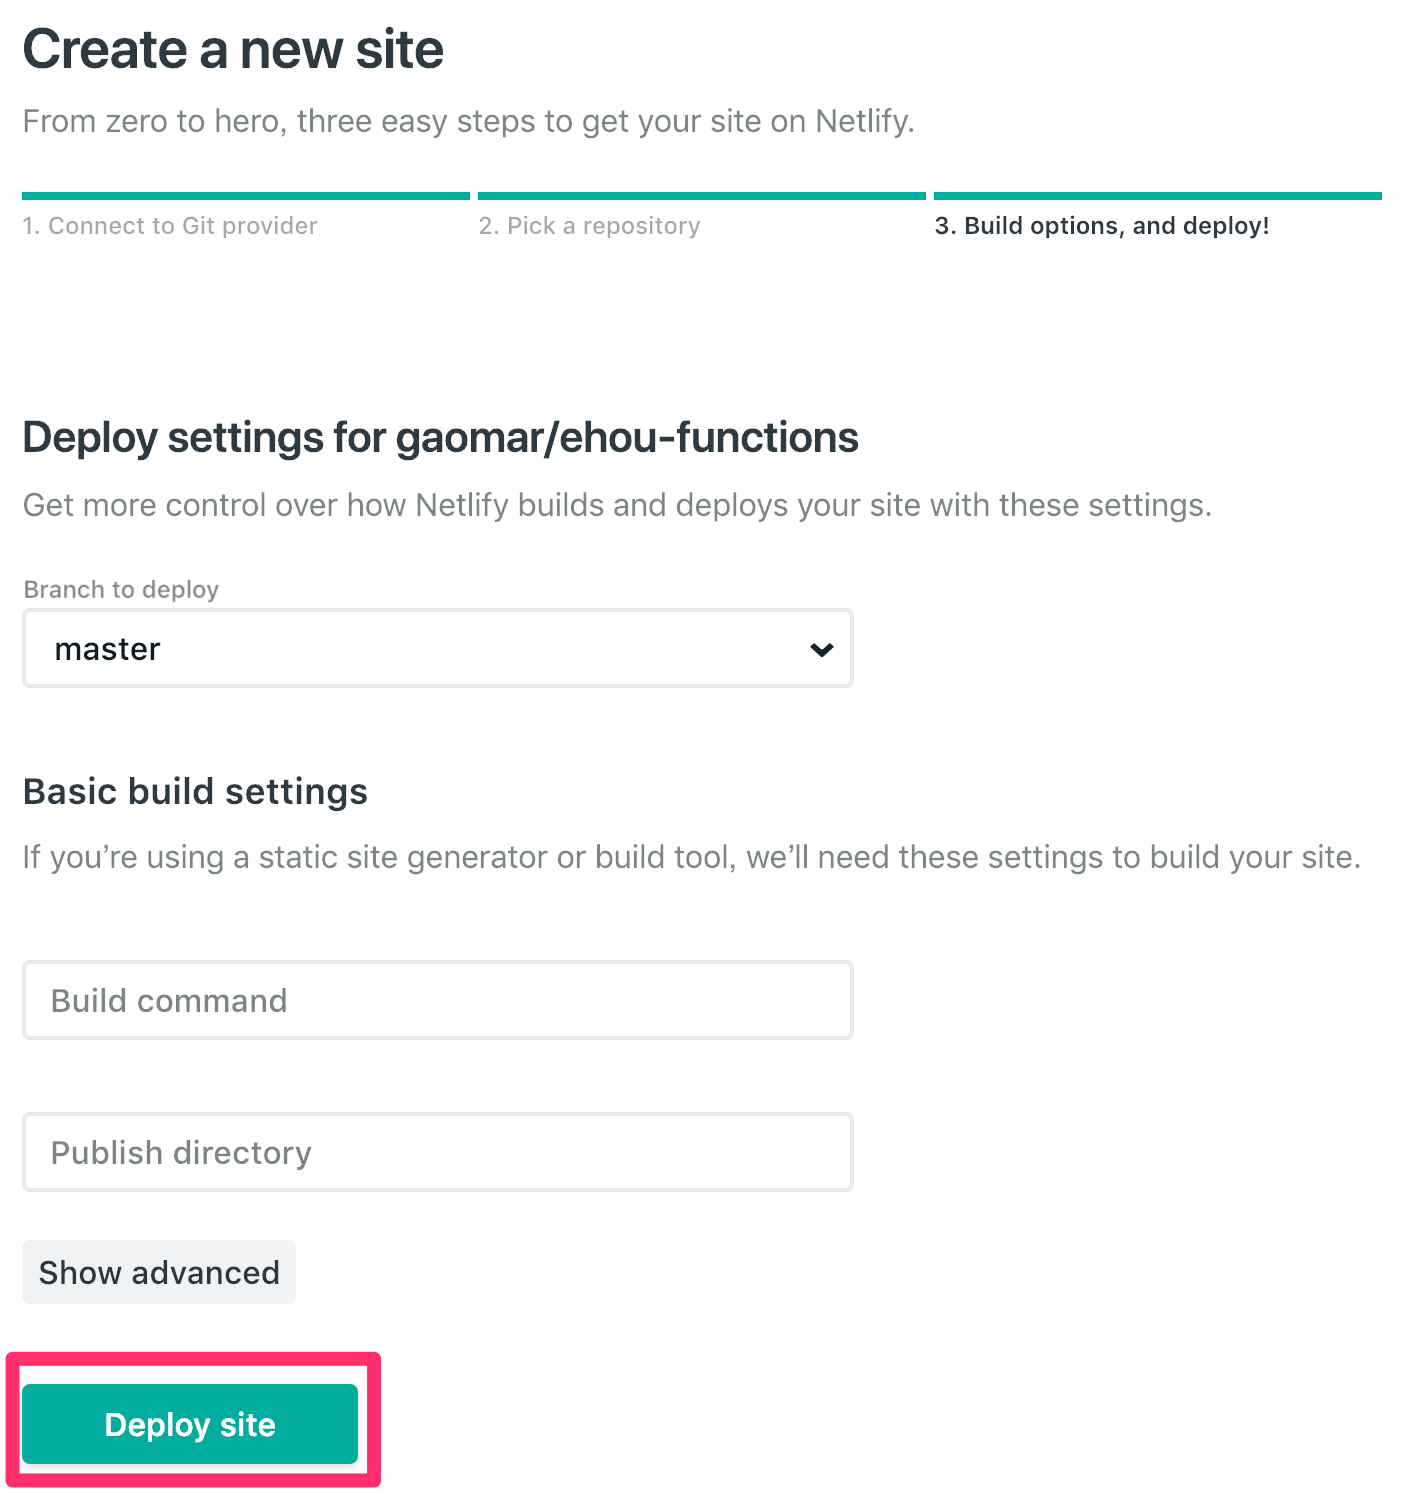 Create a new site
From zero to hero, three easy steps to get your site on Netlify.
1. Connect to Git provider
2. Pick a repository
3. Build options, and deploy!
Deploy settings for gaomar/ehou-functions
Get more control over how Netlify builds and deploys your site with these settings.
Branch to deploy
master
Basic build settings
If you’re using a static site generator or build tool, we’ll need these settings to build your site.
Build command
Publish directory
Show advanced
Deploy site